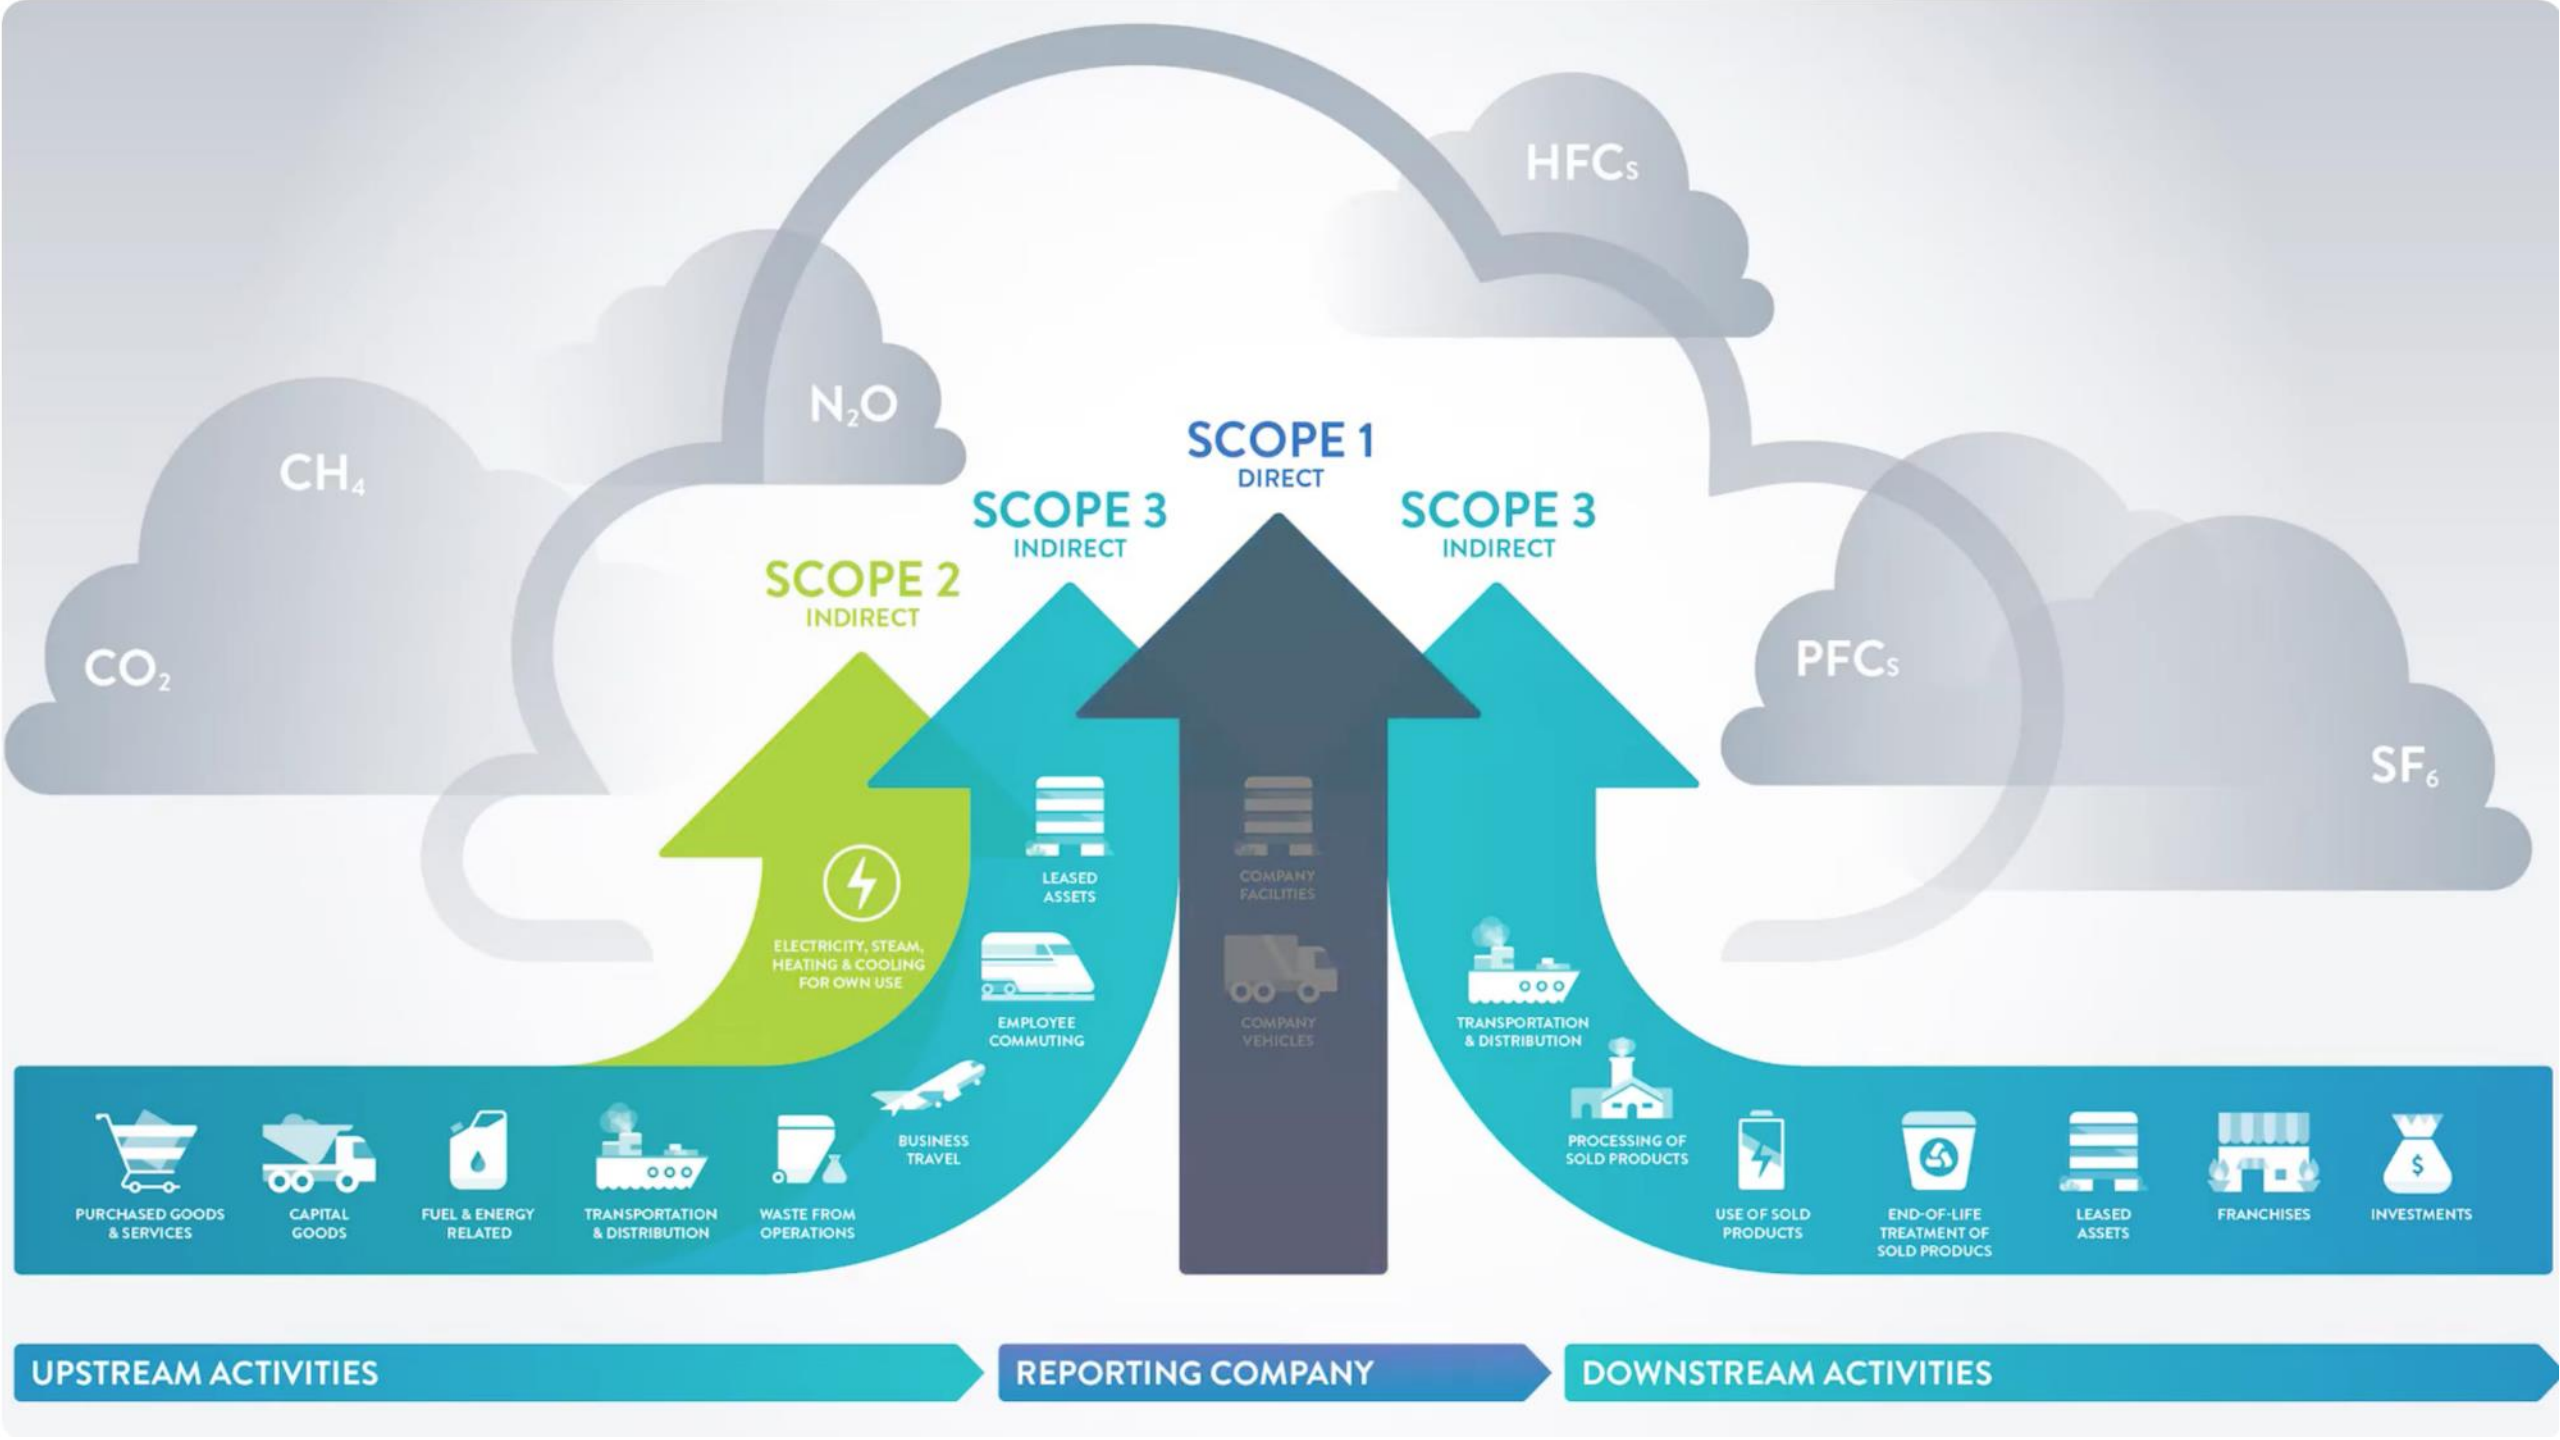 HFCs
N₂O
CH₄
CO₂
PFCs
SF₆
SCOPE 1
DIRECT
SCOPE 3
INDIRECT
SCOPE 3
INDIRECT
SCOPE 2
INDIRECT
ELECTRICITY, STEAM,
HEATING & COOLING
FOR OWN USE
LEASED
ASSETS
EMPLOYEE
COMMUTING
BUSINESS
TRAVEL
COMPANY
FACILITIES
COMPANY
VEHICLES
TRANSPORTATION
& DISTRIBUTION
PROCESSING OF
SOLD PRODUCTS
PURCHASED GOODS
& SERVICES
CAPITAL
GOODS
FUEL & ENERGY
RELATED
TRANSPORTATION
& DISTRIBUTION
WASTE FROM
OPERATIONS
USE OF SOLD
PRODUCTS
END-OF-LIFE
TREATMENT OF
SOLD PRODUCS
LEASED
ASSETS
FRANCHISES
$
INVESTMENTS
UPSTREAM ACTIVITIES
REPORTING COMPANY
DOWNSTREAM ACTIVITIES